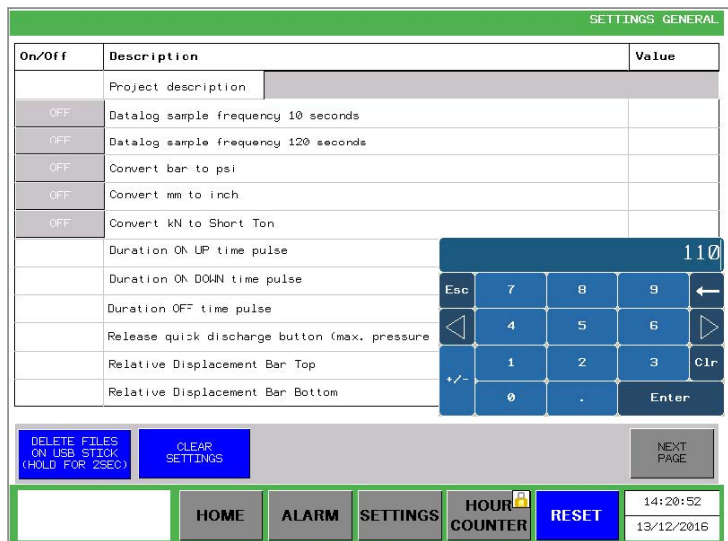 SETTINGS GENERAL
On/Off Description Value
Project description
OFF Datalog sample frequency 10 seconds
OFF Datalog sample frequency 120 seconds
OFF Convert bar to psi
OFF Convert mm to inch
OFF Convert kN to Short Ton
Duration ON UP time pulse
Duration ON DOWN time pulse
Duration OFF time pulse
Release quick discharge button (max. pressure
Relative Displacement Bar Top
Relative Displacement Bar Bottom
110
Esc 7 8 9 ←
◁ 4 5 6 ▷
+/- 1 2 3 Clr
0 . Enter
DELETE FILES
ON USB STICK
(HOLD FOR 2SEC)
CLEAR
SETTINGS
NEXT
PAGE
HOME ALARM SETTINGS
HOUR
COUNTER
RESET
14:20:52
13/12/2016